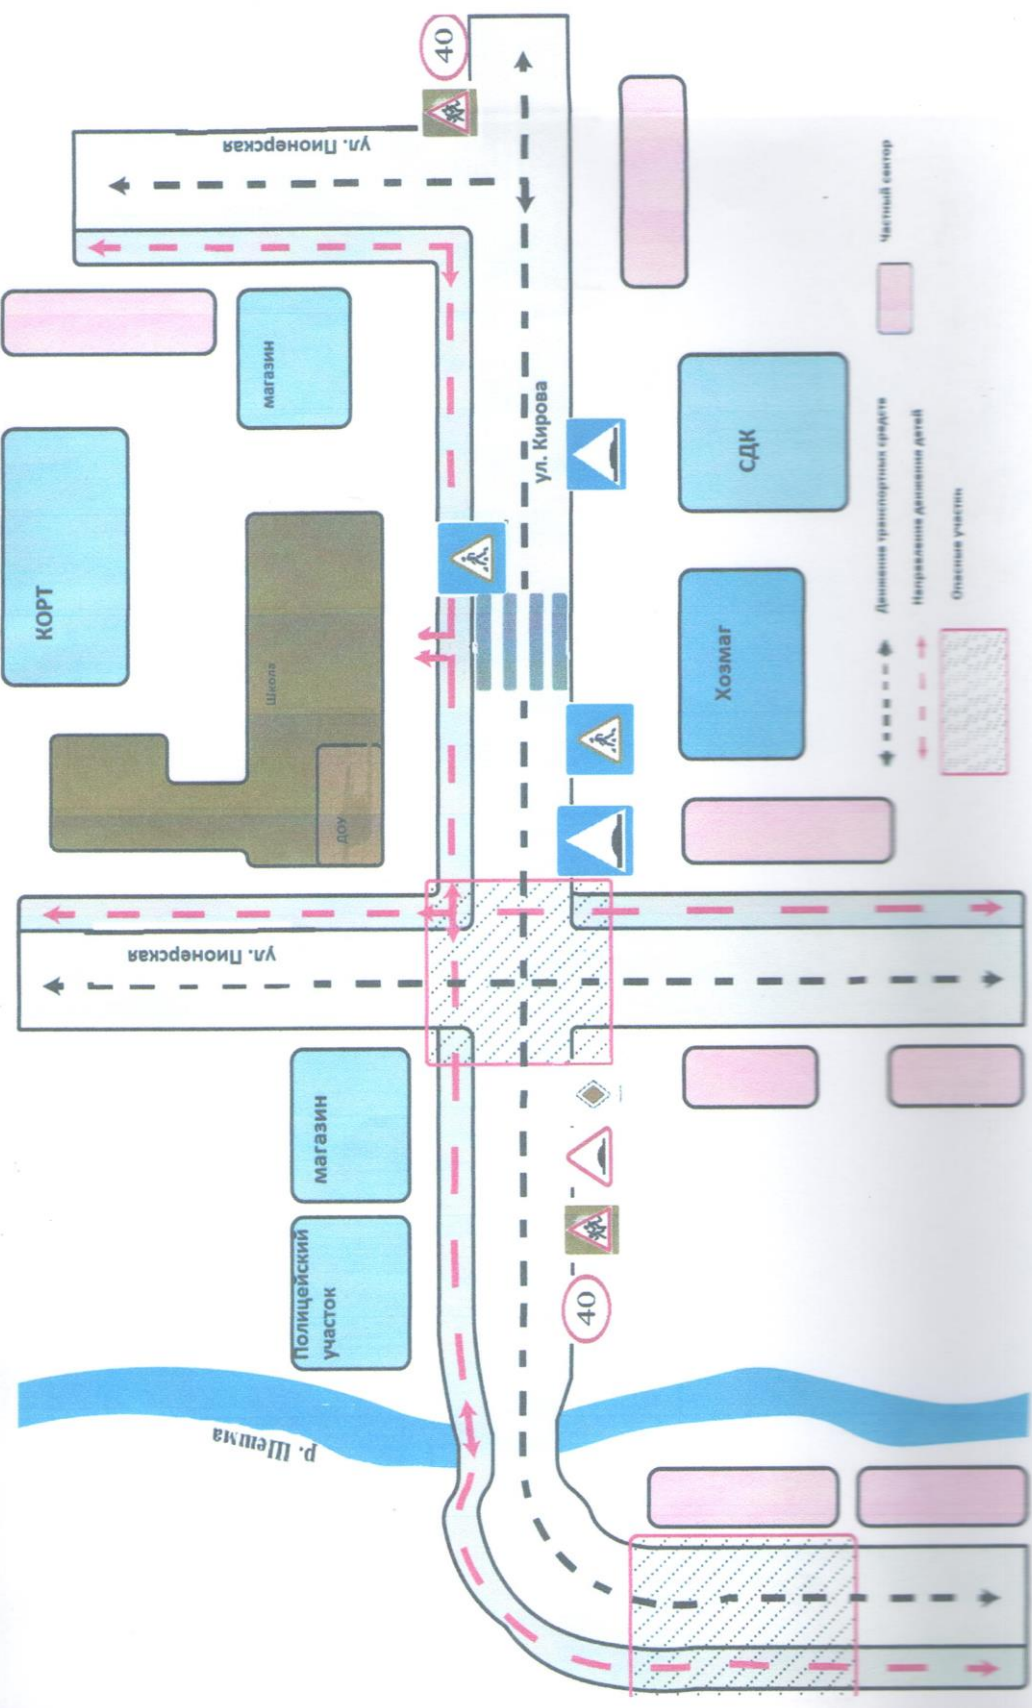 40
ул. Пионерская
магазин
КОРТ
ул. Кирова
СДК
Школа
ДОУ
Хозмаг
ул. Пионерская
магазин
Полицейский
участок
40
р. Шешма
Частный сектор
Движение транспортных средств
Направления движения детей
Опасные участки